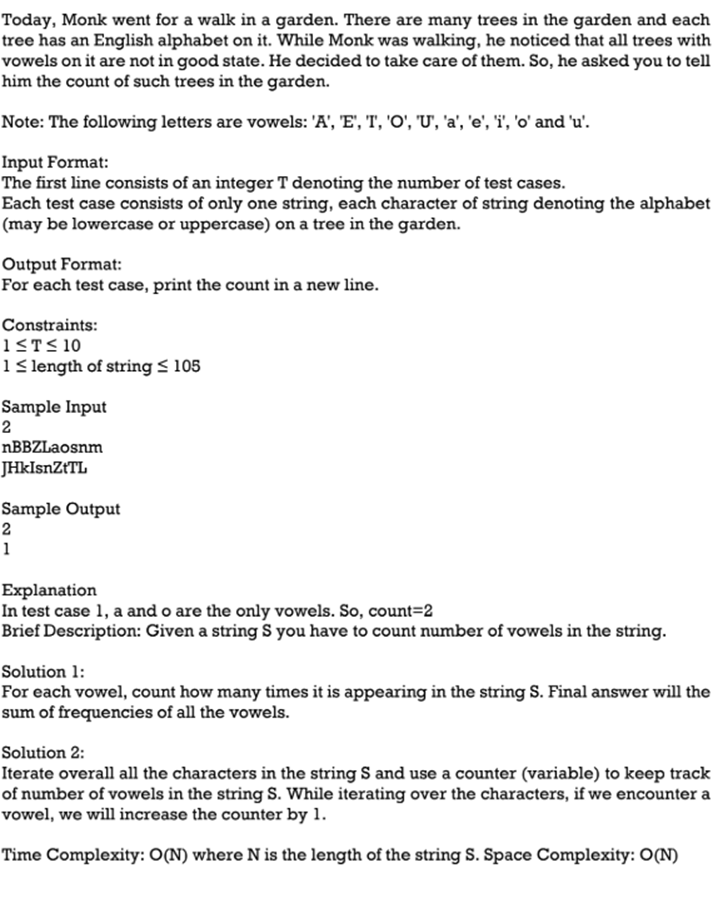 Today, Monk went for a walk in a garden. There are many trees in the garden and each
tree has an English alphabet on it. While Monk was walking, he noticed that all trees with
vowels on it are not in good state. He decided to take care of them. So, he asked you to tell
him the count of such trees in the garden.
Note: The following letters are vowels: 'A', 'E', 'I', 'O', 'U', 'a', 'e', 'i', 'o' and 'u'.
Input Format:
The first line consists of an integer T denoting the number of test cases.
Each test case consists of only one string, each character of string denoting the alphabet
(may be lowercase or uppercase) on a tree in the garden.
Output Format:
For each test case, print the count in a new line.
Constraints:
1 ≤ T ≤ 10
1 ≤ length of string ≤ 105
Sample Input
2
nBBZLaosnm
JHkIsnZtTL
Sample Output
2
1
Explanation
In test case 1, a and o are the only vowels. So, count=2
Brief Description: Given a string S you have to count number of vowels in the string.
Solution 1:
For each vowel, count how many times it is appearing in the string S. Final answer will the
sum of frequencies of all the vowels.
Solution 2:
Iterate overall all the characters in the string S and use a counter (variable) to keep track
of number of vowels in the string S. While iterating over the characters, if we encounter a
vowel, we will increase the counter by 1.
Time Complexity: O(N) where N is the length of the string S. Space Complexity: O(N)